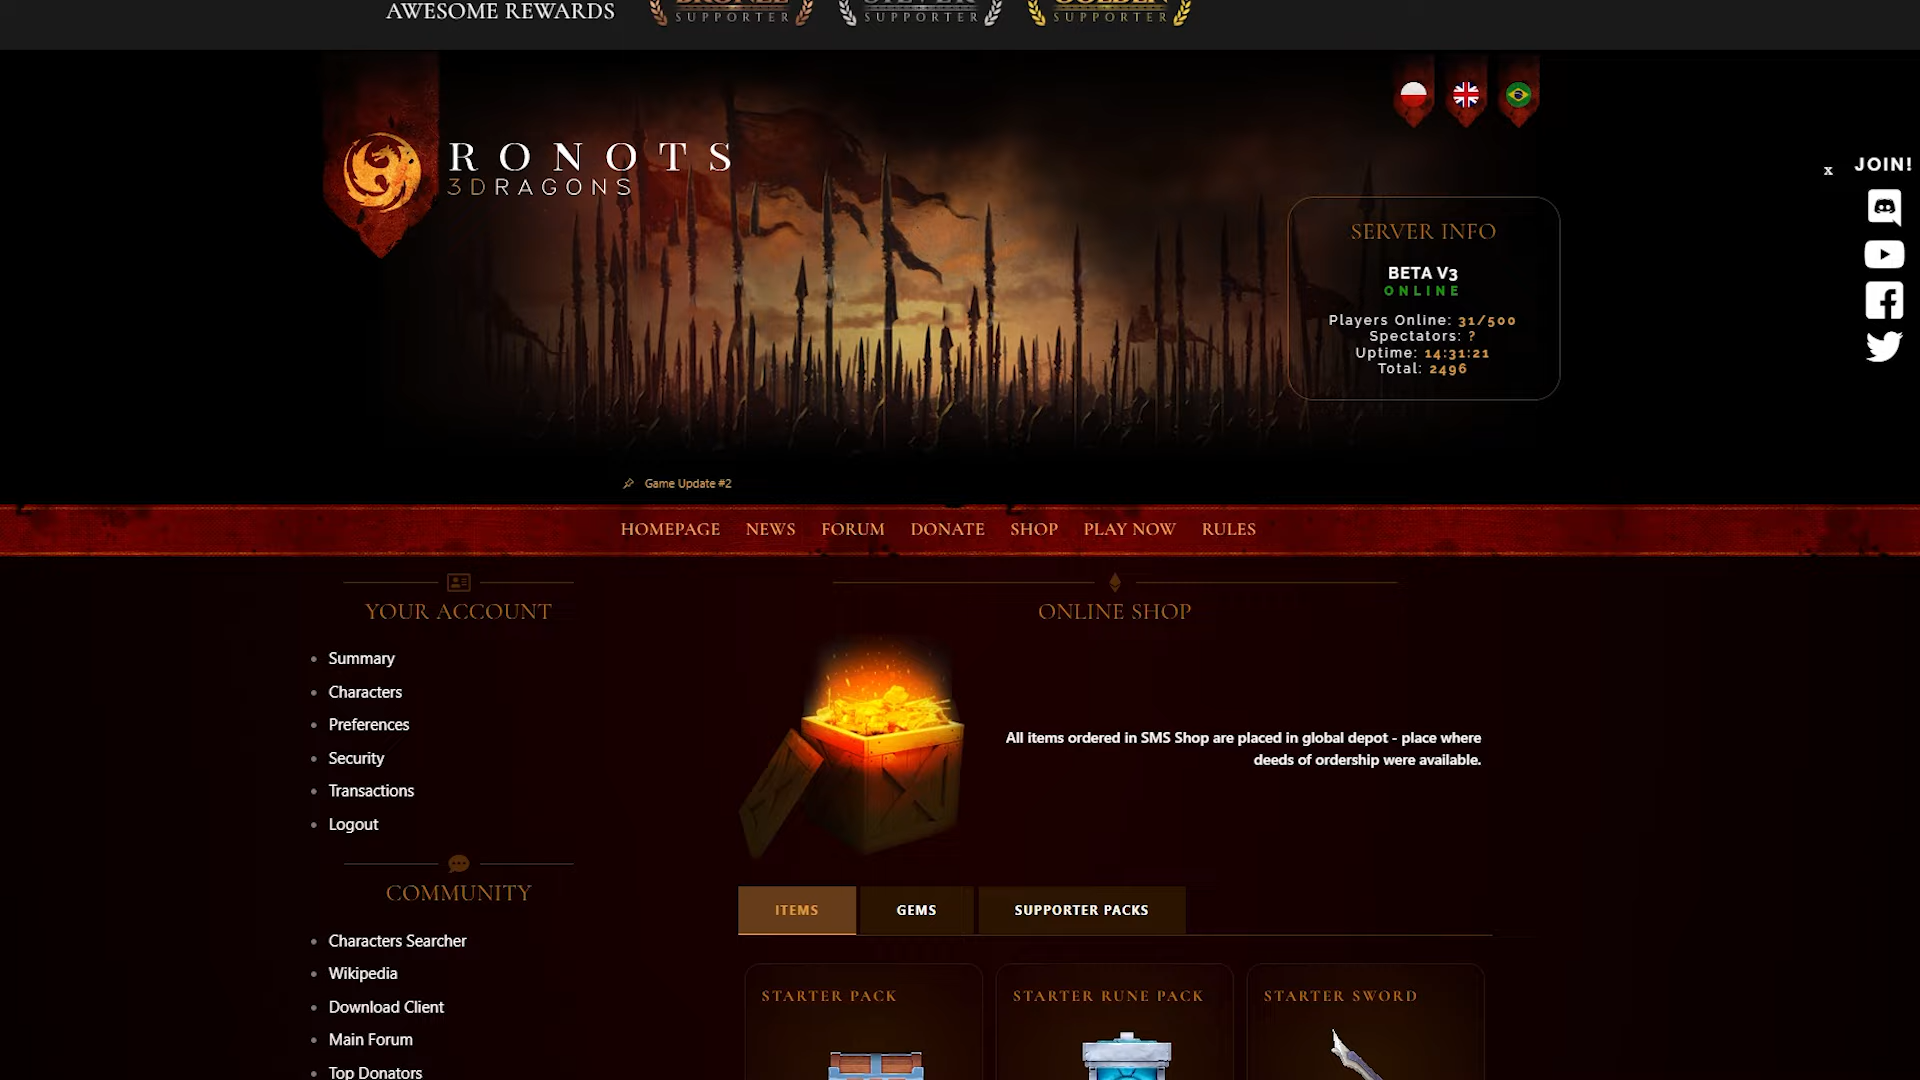 AWESOME REWARDS
BRONZE
SUPPORTER
SILVER
SUPPORTER
GOLDEN
SUPPORTER
RONOTS
3DRAGONS
x
JOIN!
SERVER INFO
BETA V3
ONLINE
Players Online: 31/500
Spectators: ?
Uptime: 14:31:21
Total: 2496
Game Update #2
HOMEPAGE NEWS FORUM DONATE SHOP PLAY NOW RULES
YOUR ACCOUNT
Summary
Characters
Preferences
Security
Transactions
Logout
COMMUNITY
Characters Searcher
Wikipedia
Download Client
Main Forum
Top Donators
ONLINE SHOP
All items ordered in SMS Shop are placed in global depot - place where
deeds of ordership were available.
ITEMS GEMS SUPPORTER PACKS
STARTER PACK
STARTER RUNE PACK
STARTER SWORD